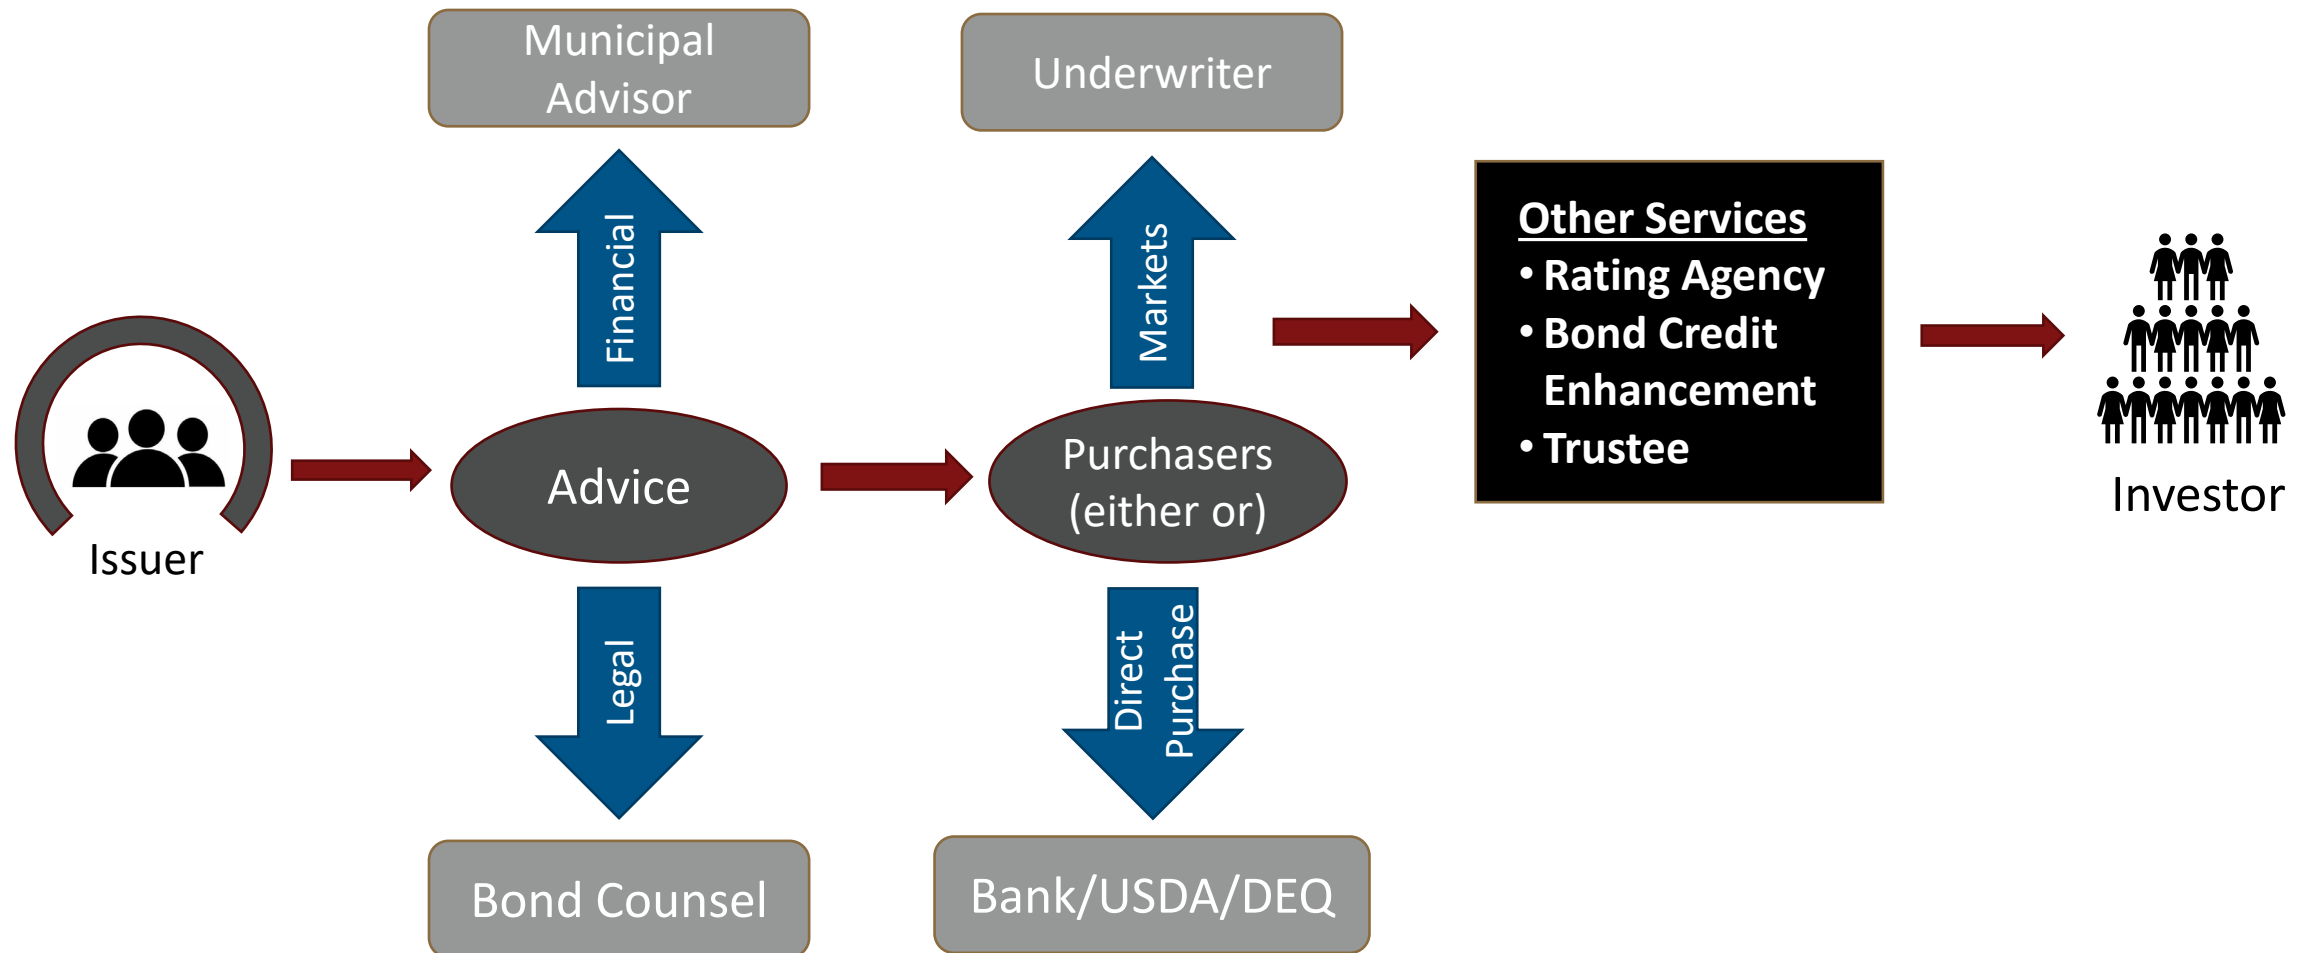 Municipal
Advisor
Underwriter
Financial
Markets
Other Services
• Rating Agency
• Bond Credit
Enhancement
• Trustee
Issuer
Advice
Purchasers
(either or)
Investor
Legal
Direct
Purchase
Bond Counsel
Bank/USDA/DEQ